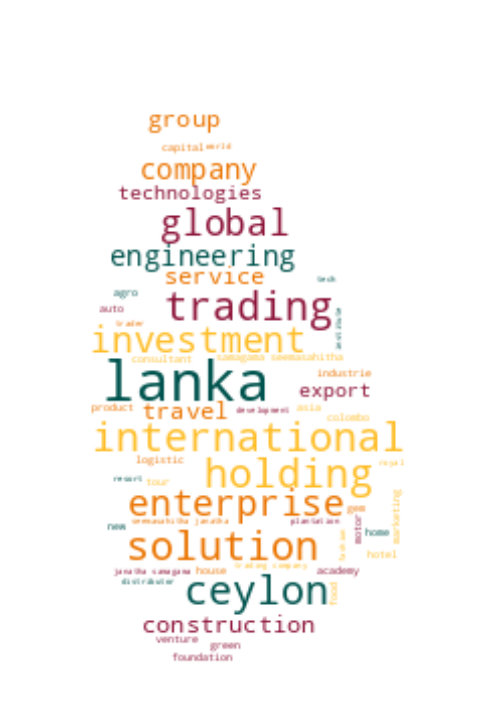 group
capital world
company
technologies
global
engineering
service
tech
agro
trading
auto
institute
trader
investment
consultant samagama seemasahitha
lanka
industrie
export
product travel development asia
colombo
international
logistic
holding
royal
resort tour
enterprise
gem
marketing
seemasahitha janatha
plantation
new
motor
home
solution
hotel
trading company
janatha samagama house
academy
distributor
ceylon
food
construction
venture
green
foundation